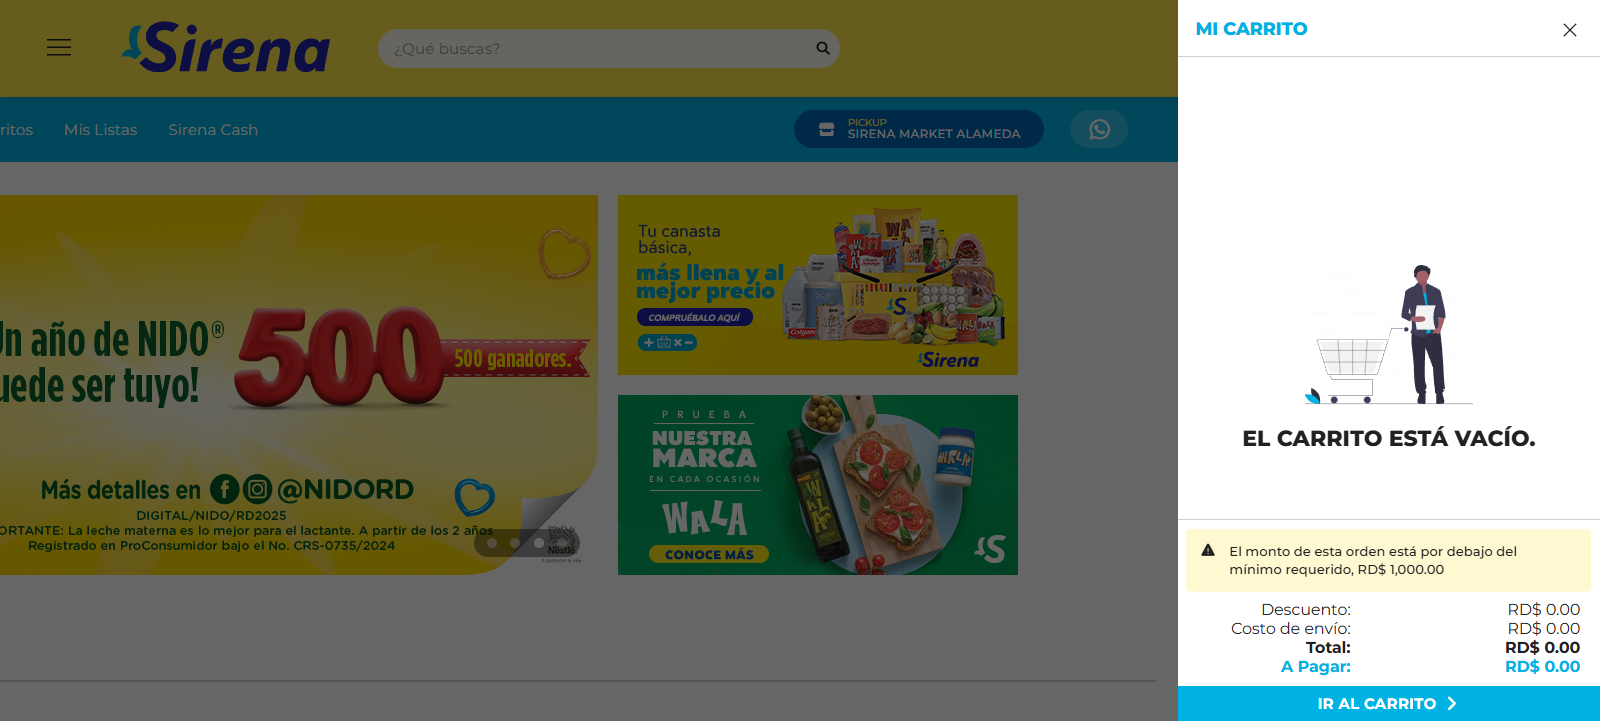 Sirena
¿Qué buscas?
ritos
Mis Listas
Sirena Cash
PICKUP
SIRENA MARKET ALAMEDA
Un año de NIDO®
uede ser tuyo!
500
500 ganadores.
Más detalles en @NIDORD
DIGITAL/NIDO/RD2025
ORTANTE: La leche materna es lo mejor para el lactante. A partir de los 2 años
Registrado en ProConsumidor bajo el No. CRS-0735/2024
Nestlé
Tu canasta
básica,
más llena y al
mejor precio
COMPRUÉBALO AQUÍ
Colgate
S
Sirena
PRUEBA
NUESTRA
MARCA
EN CADA OCASIÓN
WALA
CONOCE MÁS
WALA
WALA
S
MI CARRITO
EL CARRITO ESTÁ VACÍO.
El monto de esta orden está por debajo del
mínimo requerido, RD$ 1,000.00
Descuento: RD$ 0.00
Costo de envío: RD$ 0.00
Total: RD$ 0.00
A Pagar: RD$ 0.00
IR AL CARRITO